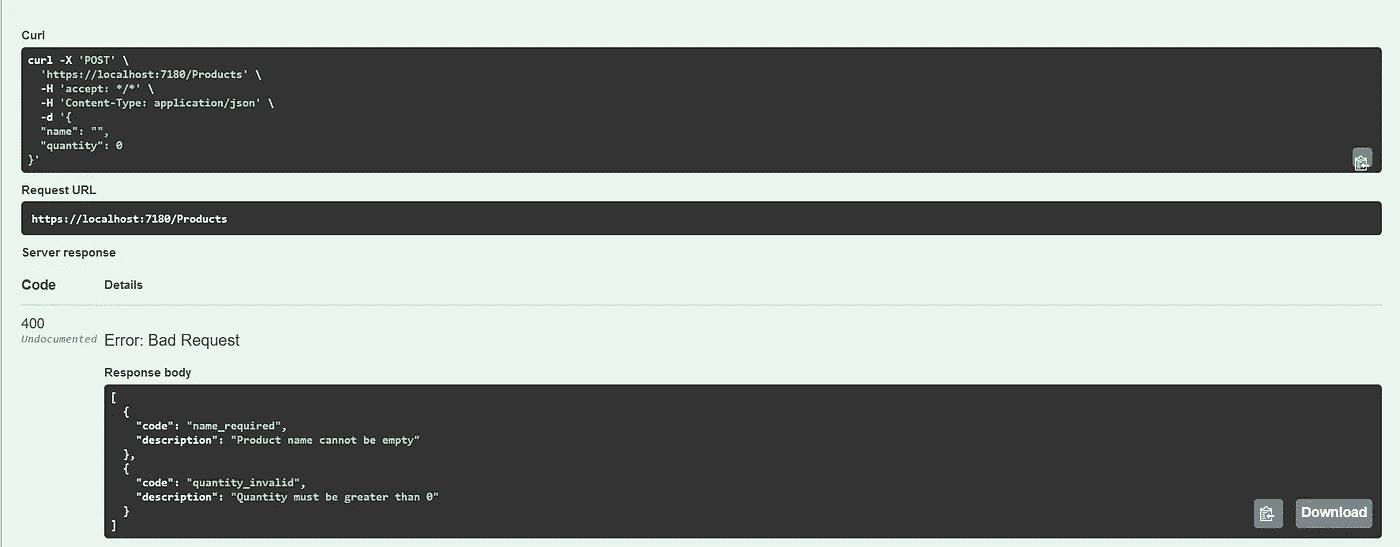 Curl
curl -X 'POST' \
'https://localhost:7180/Products' \
-H 'accept: */*' \
-H 'Content-Type: application/json' \
-d '{
"name": "",
"quantity": 0
}'
Request URL
https://localhost:7180/Products
Server response
Code Details
400
Undocumented Error: Bad Request
Response body
[
{
"code": "name_required",
"description": "Product name cannot be empty"
},
{
"code": "quantity_invalid",
"description": "Quantity must be greater than 0"
}
]
Download